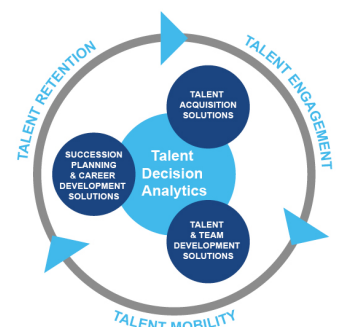 TALENT RETENTION
TALENT ENGAGEMENT
TALENT
ACQUISITION
SOLUTIONS
SUCCESSION
PLANNING
& CAREER
DEVELOPMENT
SOLUTIONS
Talent
Decision
Analytics
TALENT
& TEAM
DEVELOPMENT
SOLUTIONS
TALENT MOBILITY